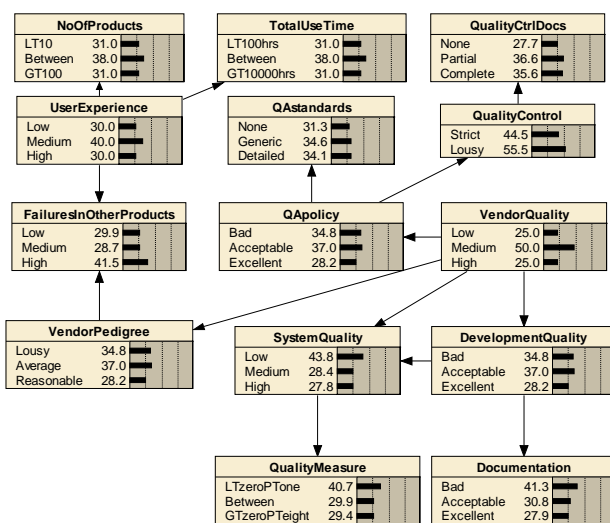 NoOfProducts
LT10 31.0
Between 38.0
GT100 31.0
TotalUseTime
LT100hrs 31.0
Between 38.0
GT10000hrs 31.0
QualityCtrlDocs
None 27.7
Partial 36.6
Complete 35.6
UserExperience
Low 30.0
Medium 40.0
High 30.0
QAstandards
None 31.3
Generic 34.6
Detailed 34.1
QualityControl
Strict 44.5
Lousy 55.5
FailuresInOtherProducts
Low 29.9
Medium 28.7
High 41.5
QApolicy
Bad 34.8
Acceptable 37.0
Excellent 28.2
VendorQuality
Low 25.0
Medium 50.0
High 25.0
VendorPedigree
Lousy 34.8
Average 37.0
Reasonable 28.2
SystemQuality
Low 43.8
Medium 28.4
High 27.8
DevelopmentQuality
Bad 34.8
Acceptable 37.0
Excellent 28.2
QualityMeasure
LTzeroPTone 40.7
Between 29.9
GTzeroPTeight 29.4
Documentation
Bad 41.3
Acceptable 30.8
Excellent 27.9